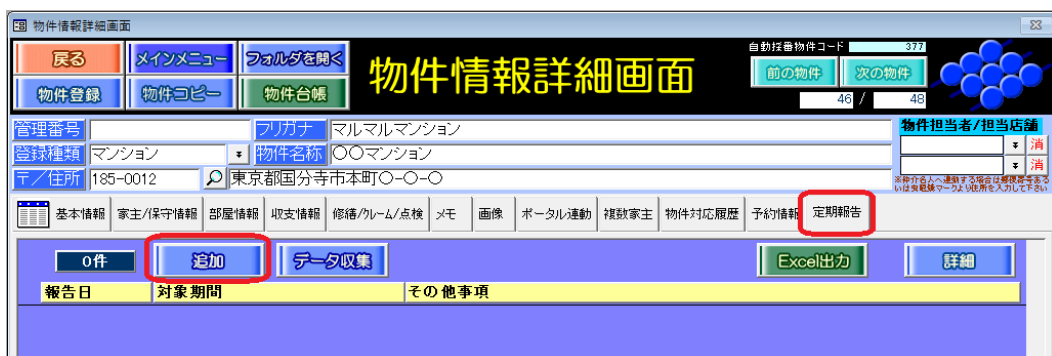 物件情報詳細画面
戻る メインメニュー フォルダを開く
物件登録 物件コピー 物件台帳
物件情報詳細画面
自動採番物件コード 377
前の物件 次の物件
46 / 48
管理番号 フリガナ マルマルマンション
登録種類 マンション 物件名称 〇〇マンション
〒/住所 185-0012 東京都国分寺市本町〇-〇-〇
物件担当者/担当店舗
消
消
基本情報 家主/保守情報 部屋情報 収支情報 修繕/クレーム/点検 メモ 画像 ポータル連動 複数家主 物件対応履歴 予約情報 定期報告
0件 追加 データ収集 Excel出力 詳細
報告日 対象期間 その他事項